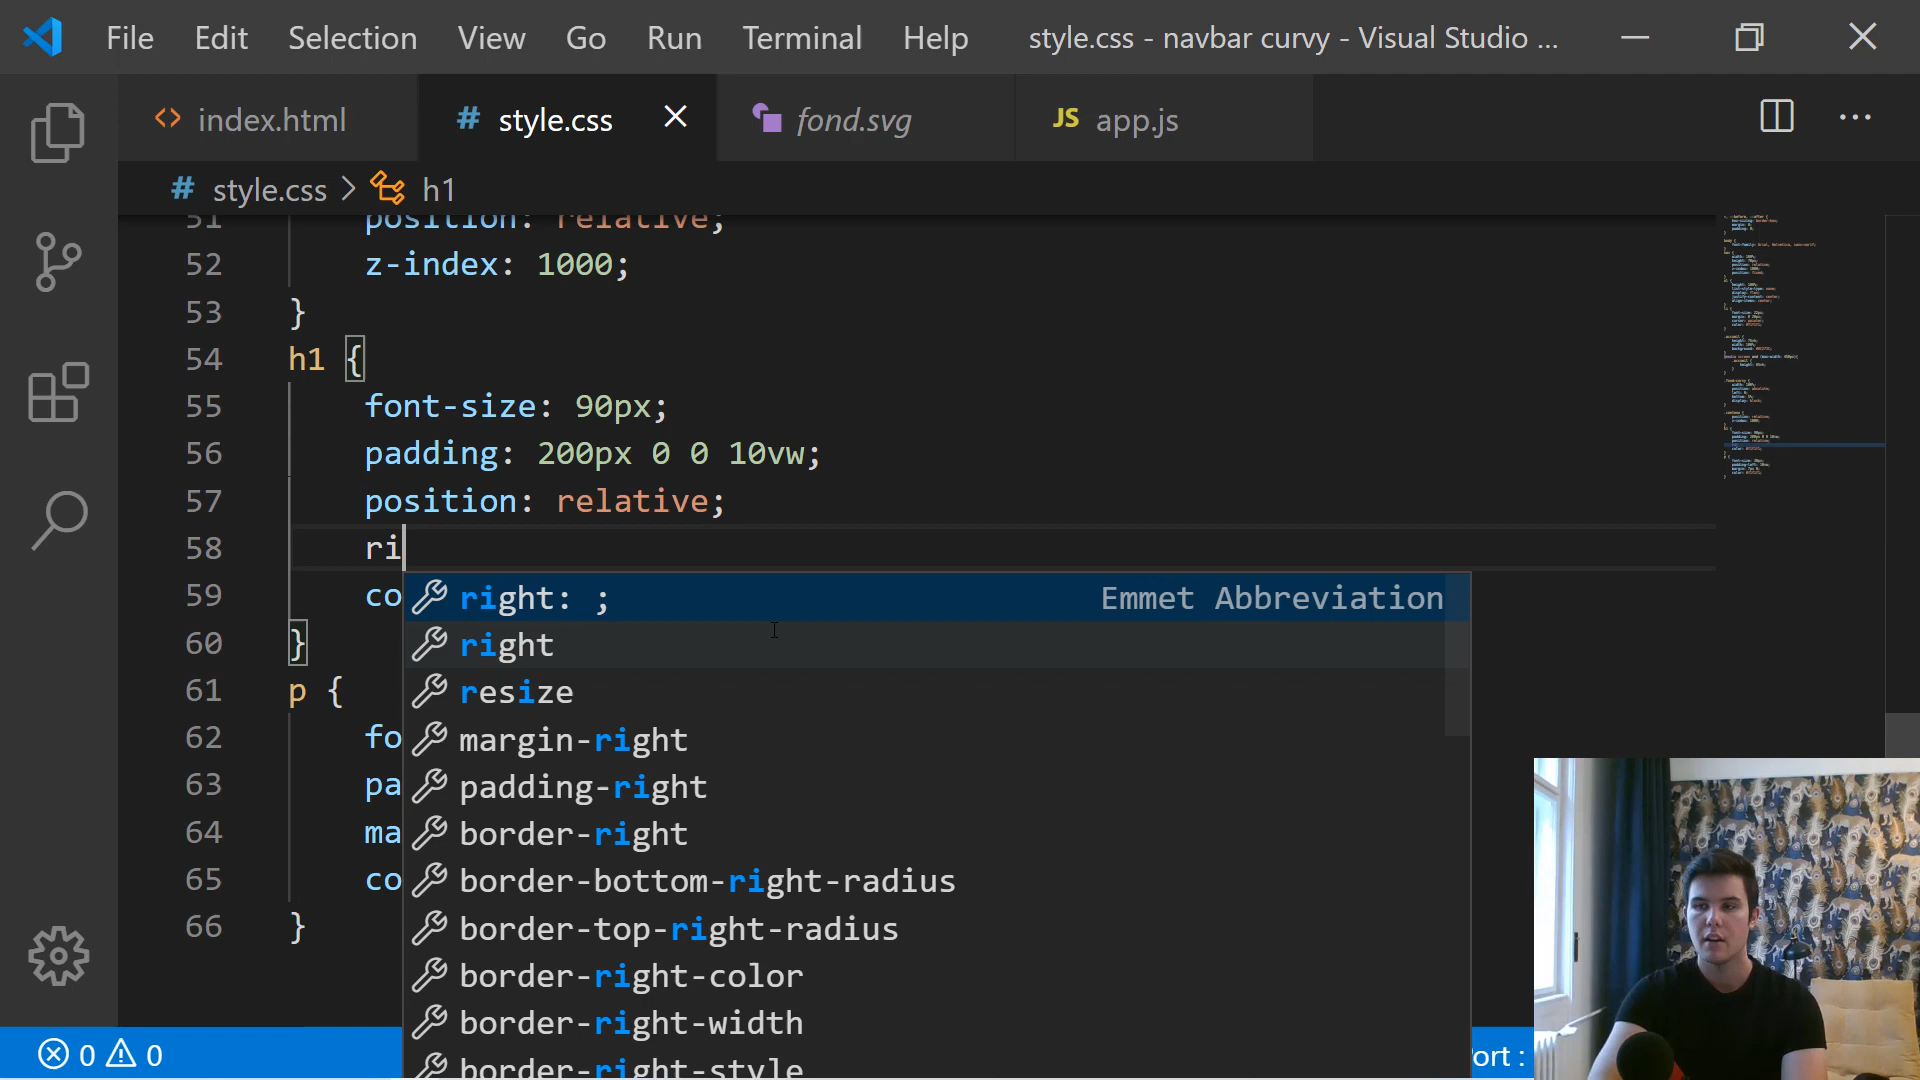 File Edit Selection View Go Run Terminal Help style.css - navbar curvy - Visual Studio ...
<> index.html # style.css fond.svg JS app.js ...
# style.css > h1
51 position: relative;
52 z-index: 1000;
53 }
54 h1 {
55 font-size: 90px;
56 padding: 200px 0 0 10vw;
57 position: relative;
58 ri
right: ; Emmet Abbreviation
59 co
right
60 }
resize
61 p {
62 fo
margin-right
63 pa
padding-right
64 ma
border-right
65 co
border-bottom-right-radius
66 }
border-top-right-radius
border-right-color
border-right-width
border-right-style
0 0
ort :